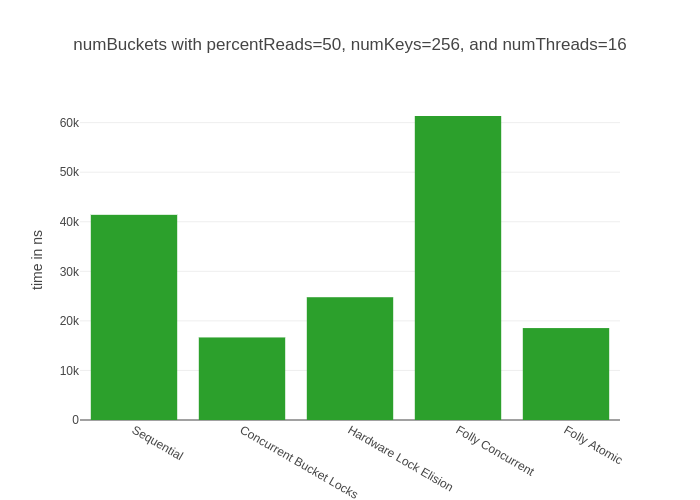 numBuckets with percentReads=50, numKeys=256, and numThreads=16
time in ns
60k
50k
40k
30k
20k
10k
0
Sequential
Concurrent Bucket Locks
Hardware Lock Elision
Folly Concurrent
Folly Atomic